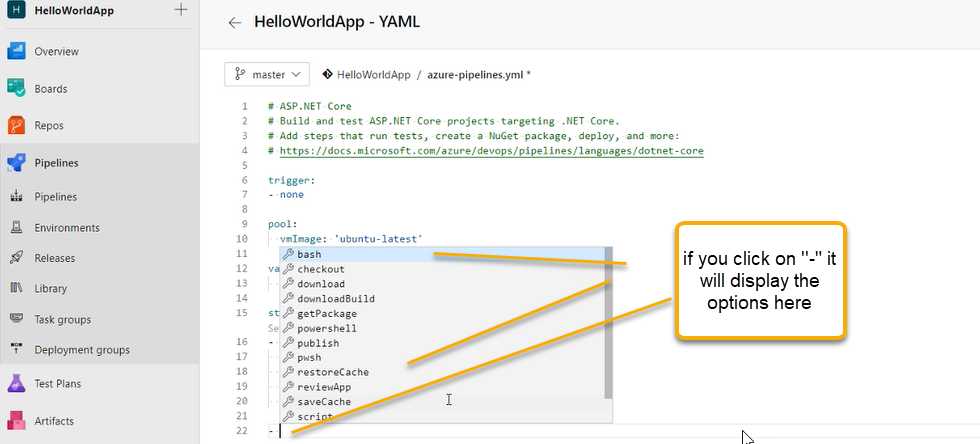 H HelloWorldApp
Overview
Boards
Repos
Pipelines
Pipelines
Environments
Releases
Library
Task groups
Deployment groups
Test Plans
Artifacts
HelloWorldApp - YAML
master HelloWorldApp / azure-pipelines.yml *
1 # ASP.NET Core
2 # Build and test ASP.NET Core projects targeting .NET Core.
3 # Add steps that run tests, create a NuGet package, deploy, and more:
4 # https://docs.microsoft.com/azure/devops/pipelines/languages/dotnet-core
5
6 trigger:
7 - none
8
9 pool:
10 vmImage: 'ubuntu-latest'
11 bash
12 va checkout
13 download
14 downloadBuild
15 st getPackage
Se powershell
16 - publish
17 pwsh
18 restoreCache
19 reviewApp
20 saveCache
21 script
22 -
if you click on "-" it
will display the
options here